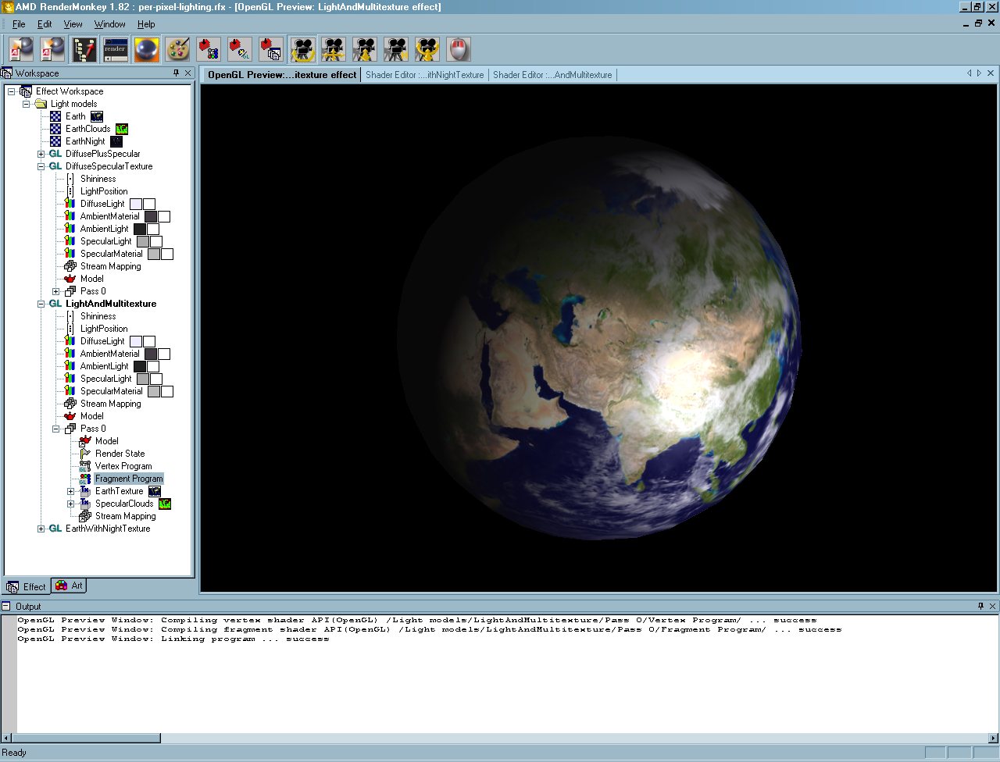 AMD RenderMonkey 1.82 : per-pixel-lighting.rfx - [OpenGL Preview: LightAndMultitexture effect]
File Edit View Window Help
render
Workspace
Effect Workspace
Light models
Earth
EarthClouds
EarthNight
GL DiffusePlusSpecular
GL DiffuseSpecularTexture
Shininess
LightPosition
DiffuseLight
AmbientMaterial
AmbientLight
SpecularLight
SpecularMaterial
Stream Mapping
Model
Pass 0
GL LightAndMultitexture
Shininess
LightPosition
DiffuseLight
AmbientMaterial
AmbientLight
SpecularLight
SpecularMaterial
Stream Mapping
Model
Pass 0
Model
Render State
Vertex Program
Fragment Program
EarthTexture
SpecularClouds
Stream Mapping
GL EarthWithNightTexture
Effect Art
OpenGL Preview:...itexture effect Shader Editor :...ithNightTexture Shader Editor :...AndMultitexture
Output
OpenGL Preview Window: Compiling vertex shader API(OpenGL) /Light models/LightAndMultitexture/Pass 0/Vertex Program/ ... success
OpenGL Preview Window: Compiling fragment shader API(OpenGL) /Light models/LightAndMultitexture/Pass 0/Fragment Program/ ... success
OpenGL Preview Window: Linking program ... success
Ready